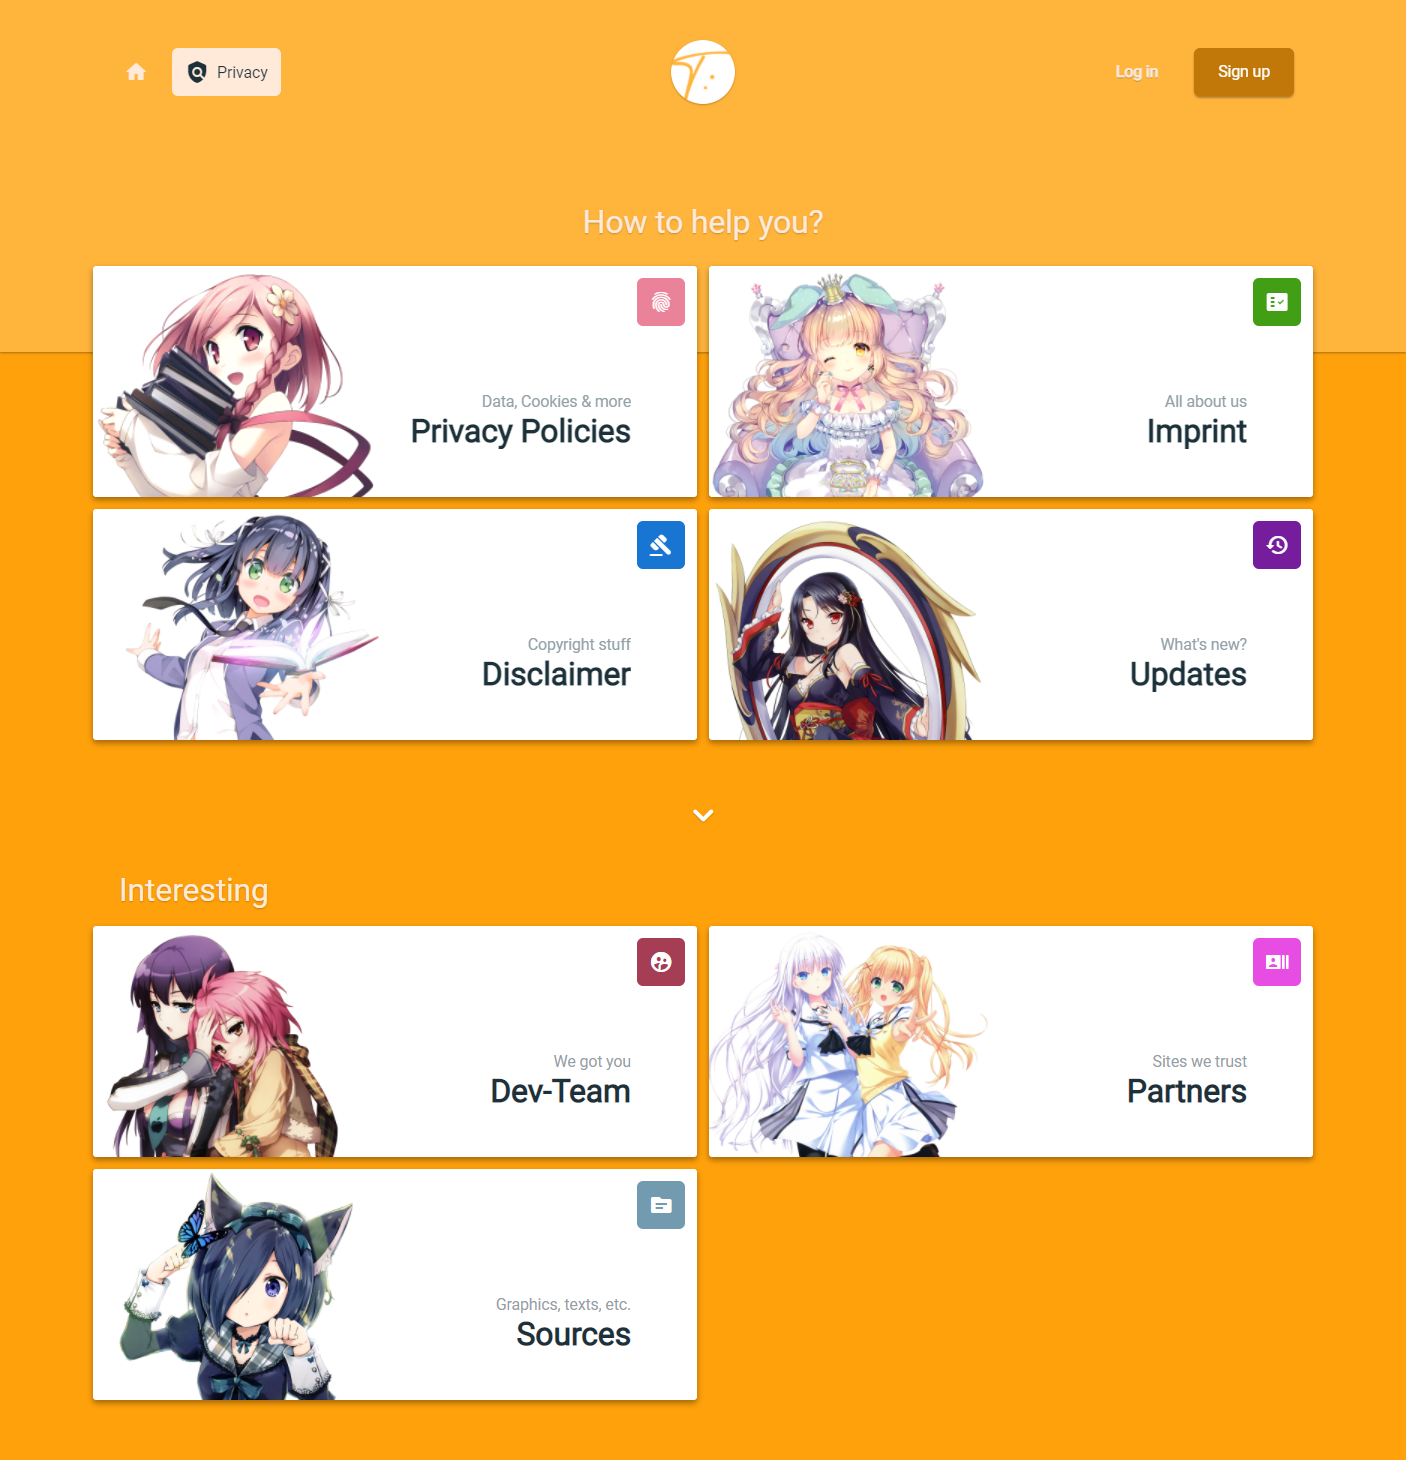 Privacy
Log in
Sign up
How to help you?
Data, Cookies & more
Privacy Policies
All about us
Imprint
Copyright stuff
Disclaimer
What's new?
Updates
Interesting
We got you
Dev-Team
Sites we trust
Partners
Graphics, texts, etc.
Sources